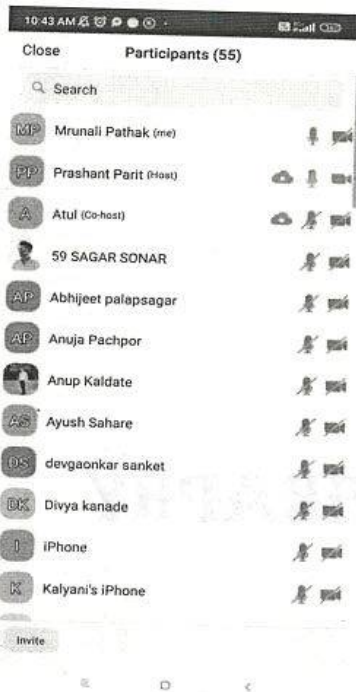 10:43 AM
Close Participants (55)
Search
MP Mrunali Pathak (me)
PP Prashant Parit (Host)
A Atul (Co-host)
59 SAGAR SONAR
AP Abhijeet palapsagar
AP Anuja Pachpor
Anup Kaldate
AS Ayush Sahare
DS devgaonkar sanket
DK Divya kanade
I iPhone
K Kalyani's iPhone
Invite